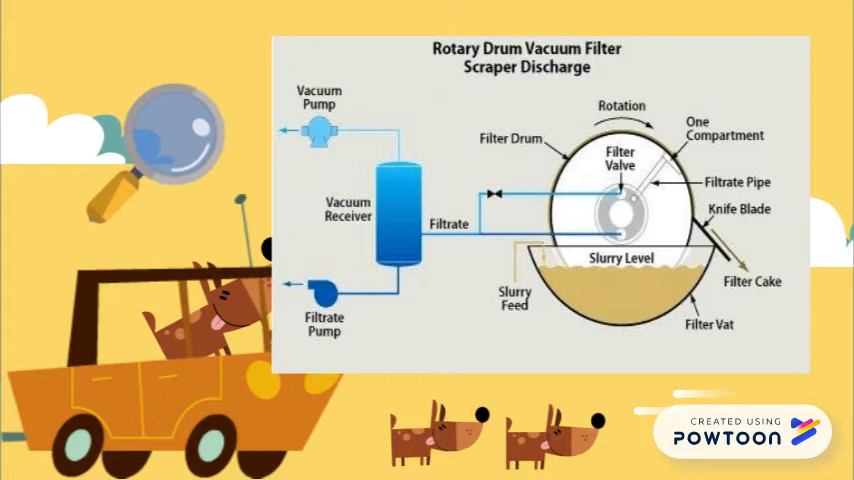 Rotary Drum Vacuum Filter
Scraper Discharge
Vacuum
Pump
Rotation
One
Compartment
Filter Drum
Filter
Valve
Filtrate Pipe
Vacuum
Receiver
Knife Blade
Filtrate
Slurry Level
Filter Cake
Slurry
Feed
Filtrate
Pump
Filter Vat
CREATED USING
POWTOON